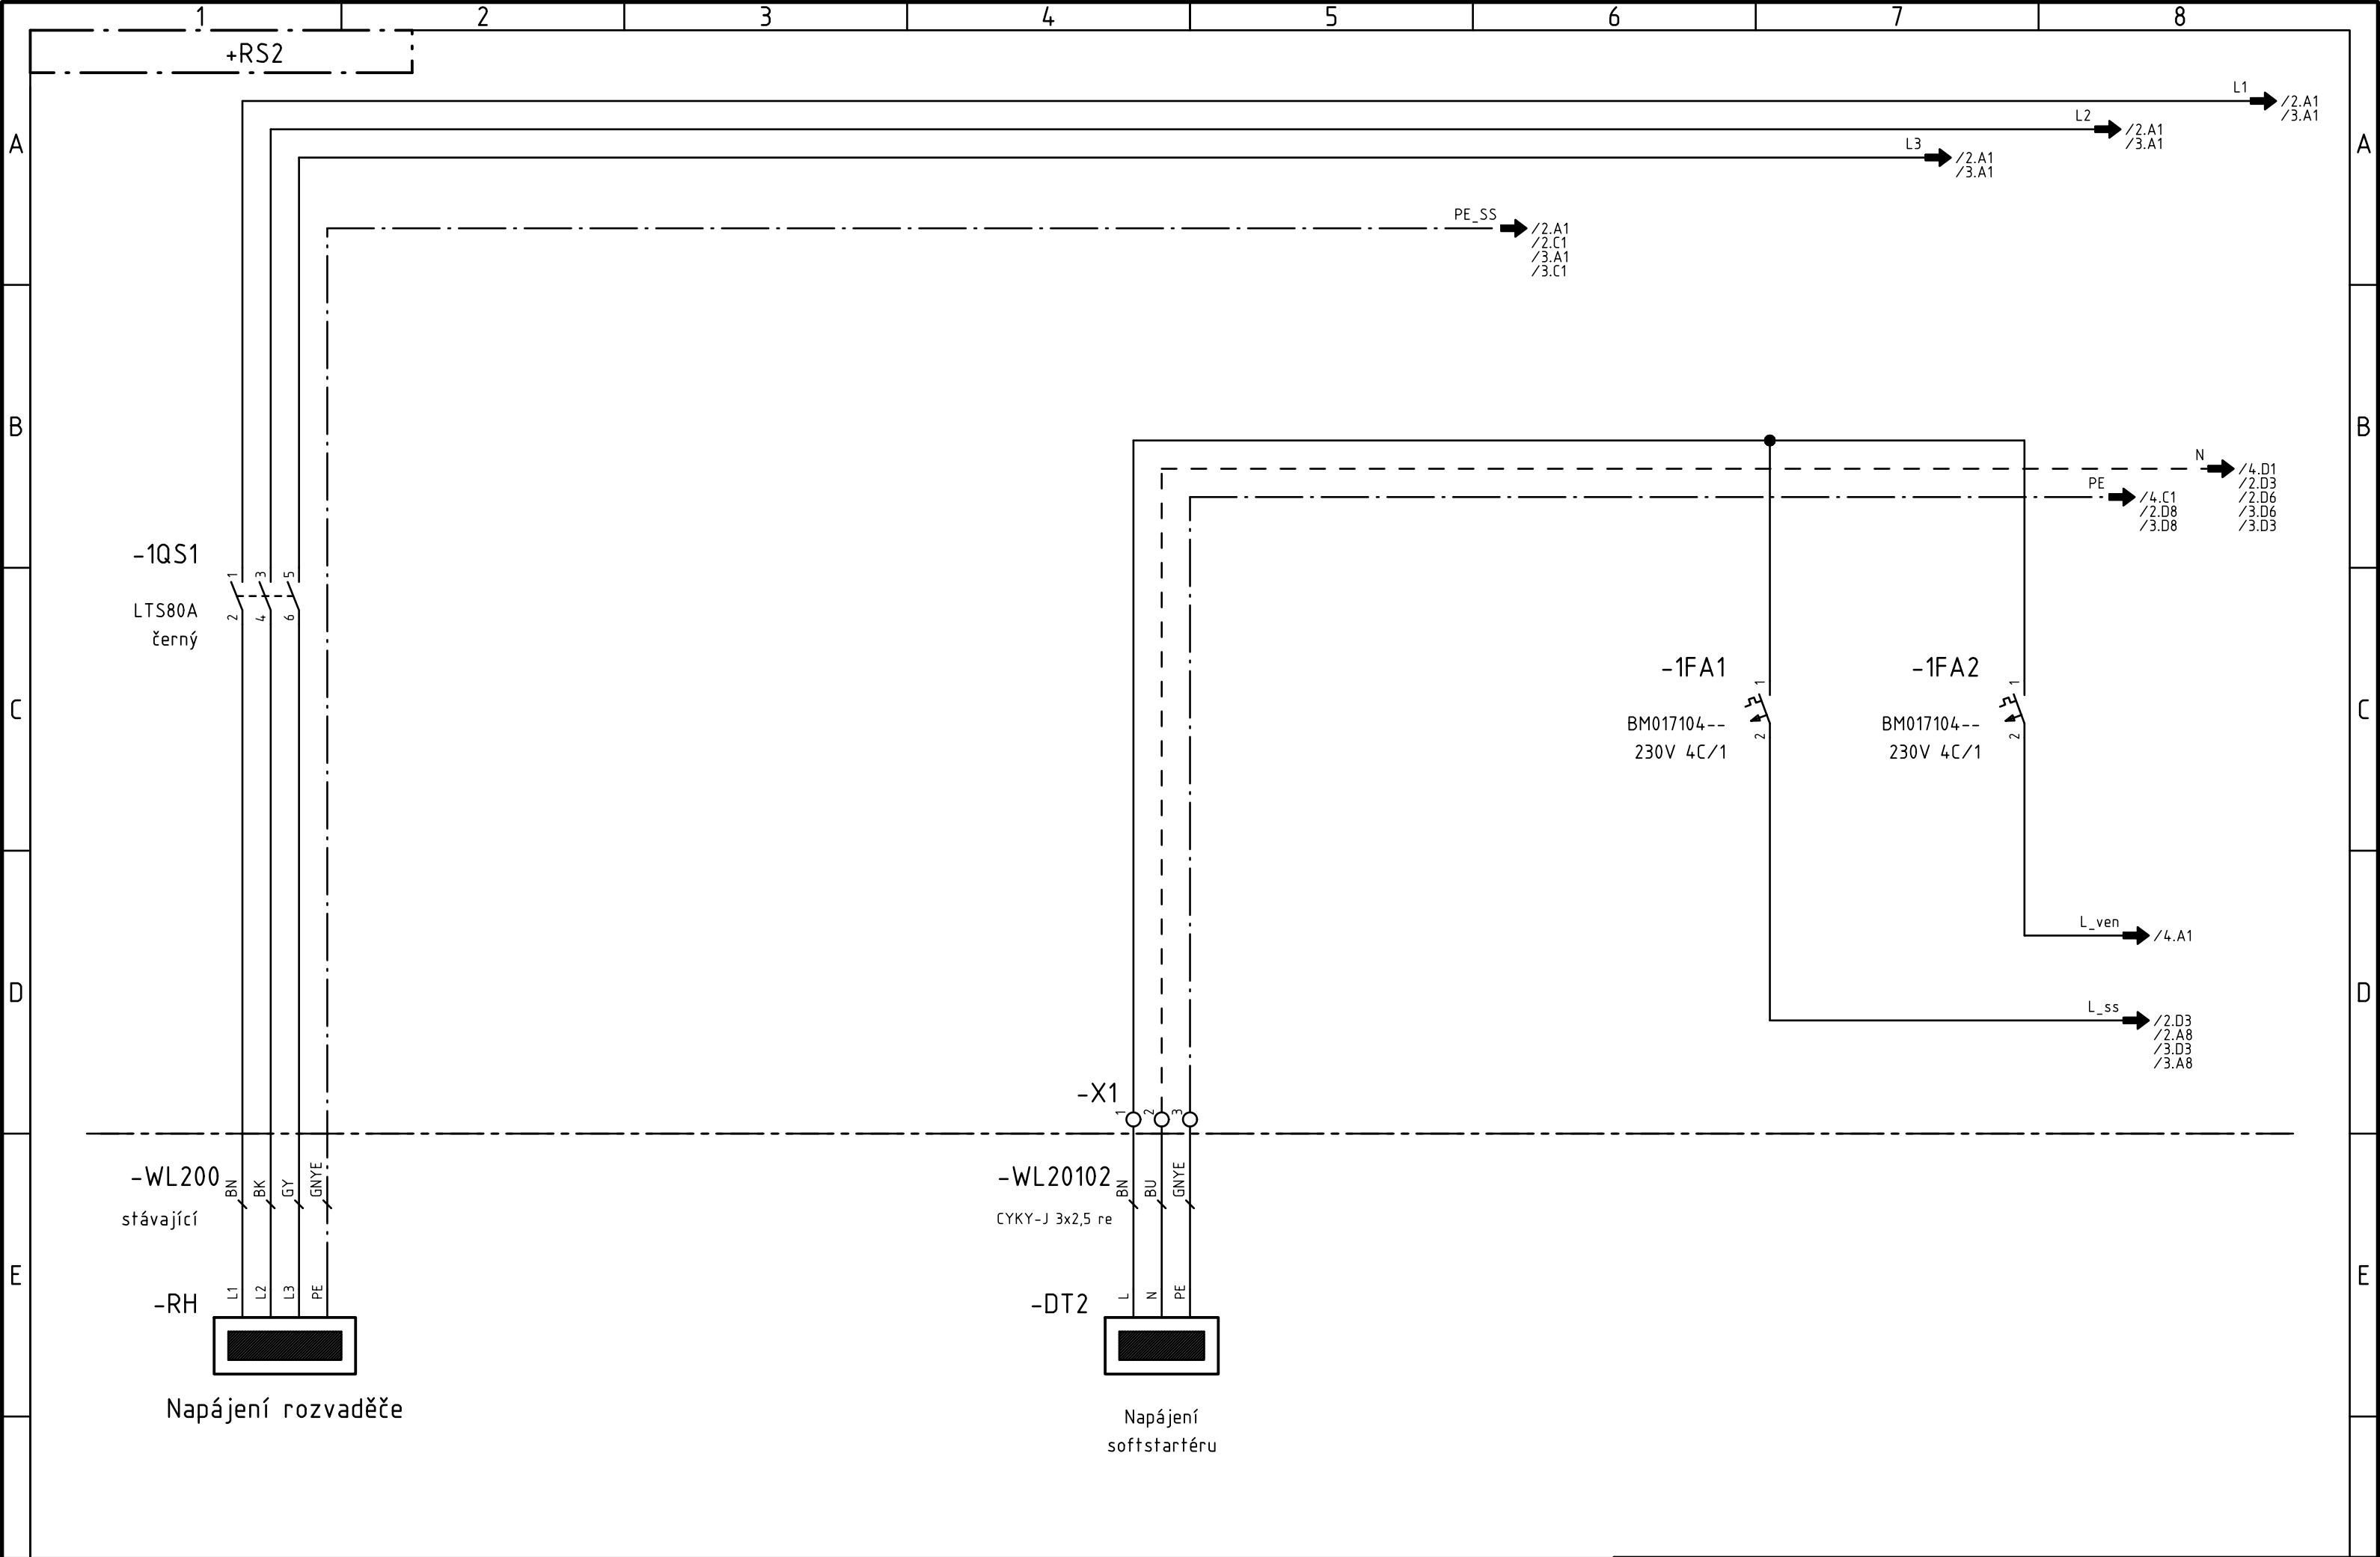 1 2 3 4 5 6 7 8
+RS2
L1
/2.A1
/3.A1
L2
/2.A1
/3.A1
L3
/2.A1
/3.A1
A A
PE_SS
/2.A1
/2.C1
/3.A1
/3.C1
B B
N
/4.D1
/2.D3
/2.D6
/3.D6
/3.D3
PE
/4.C1
/2.D8
/3.D8
-1QS1
1 3 5
LTS80A
2 4 6
černý
-1FA1
1
BM017104--
2
230V 4C/1
-1FA2
1
BM017104--
2
230V 4C/1
C C
L_ven
/4.A1
D D
L_ss
/2.D3
/2.A8
/3.D3
/3.A8
-X1
1 2 3
-WL200
BN BK GY GNYE
stávající
-WL20102
BN BU GNYE
CYKY-J 3x2,5 re
E E
-RH
L1 L2 L3 PE
-DT2
L N PE
Napájení rozvaděče
Napájení
softstartéru